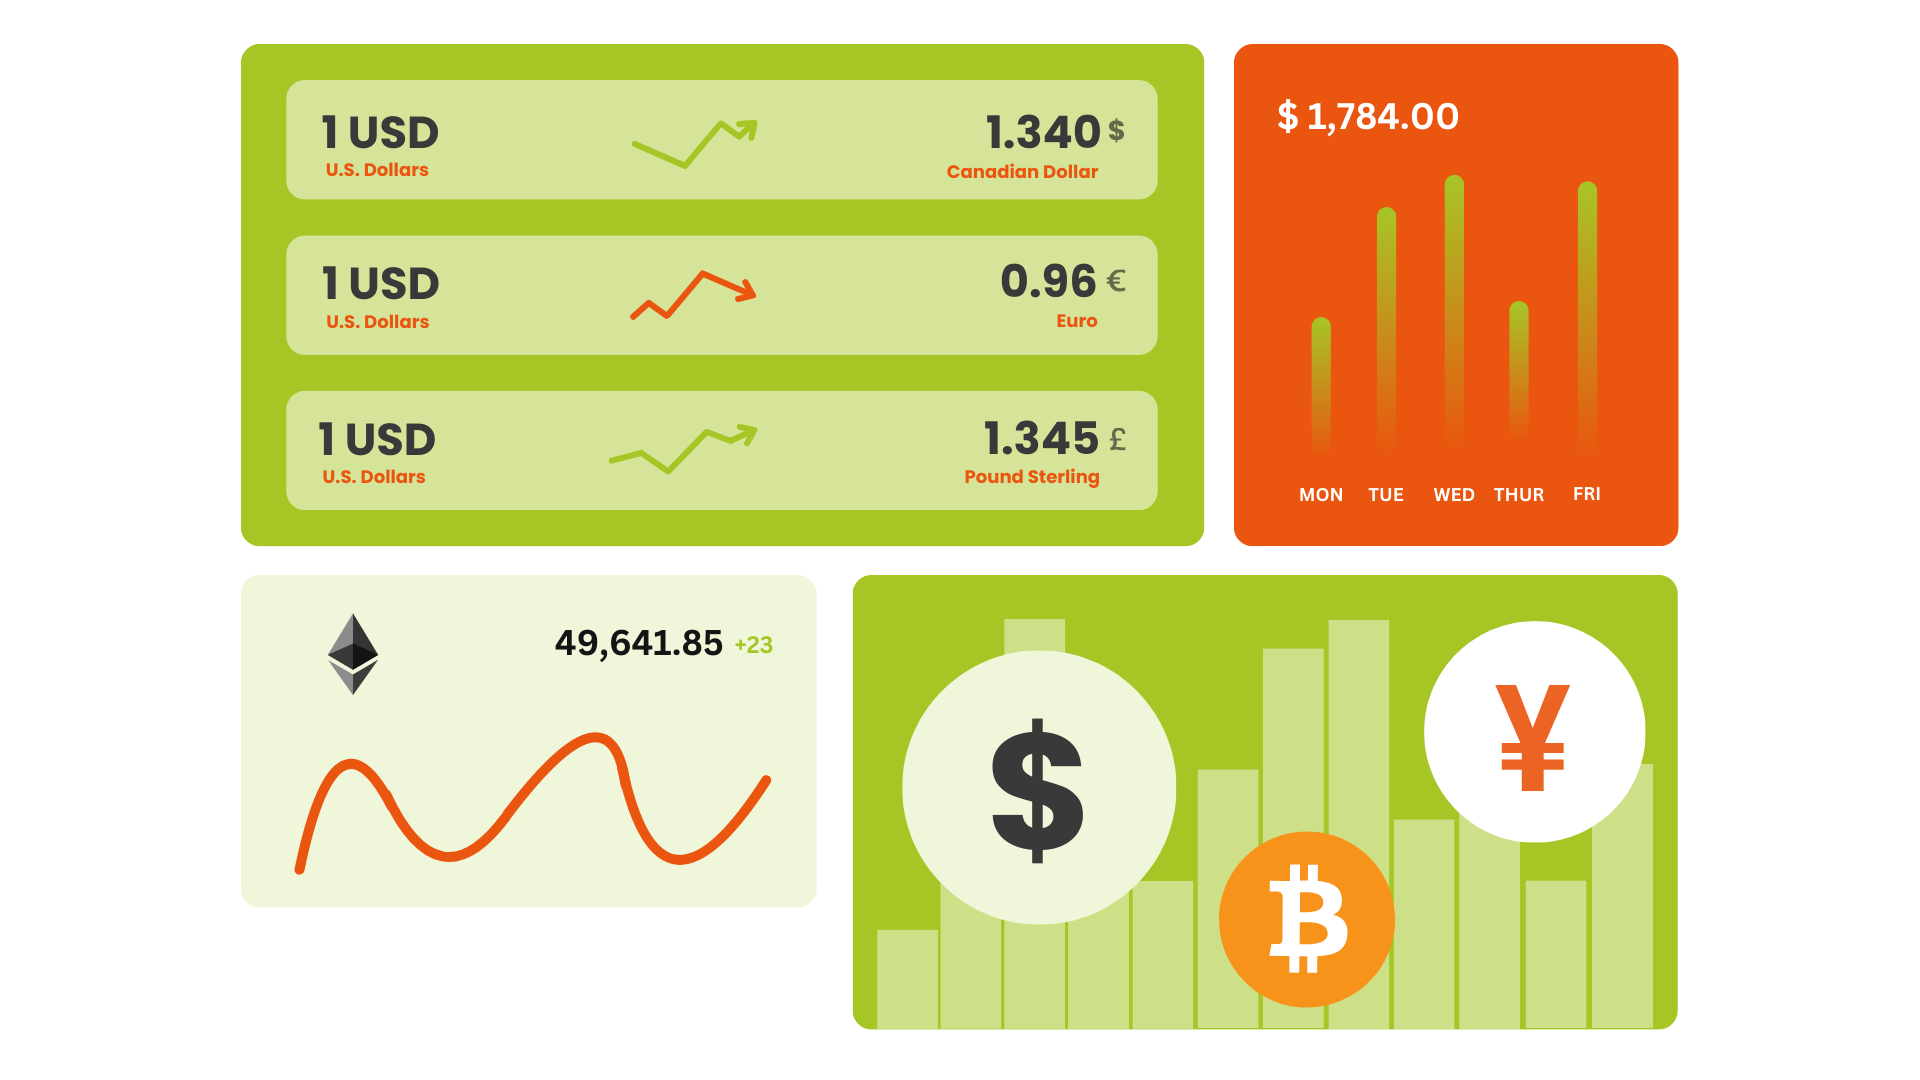 1 USD
U.S. Dollars
1.340 $
Canadian Dollar
1 USD
U.S. Dollars
0.96 €
Euro
1 USD
U.S. Dollars
1.345 £
Pound Sterling
$ 1,784.00
MON TUE WED THUR FRI
49,641.85 +23
$
¥
₿